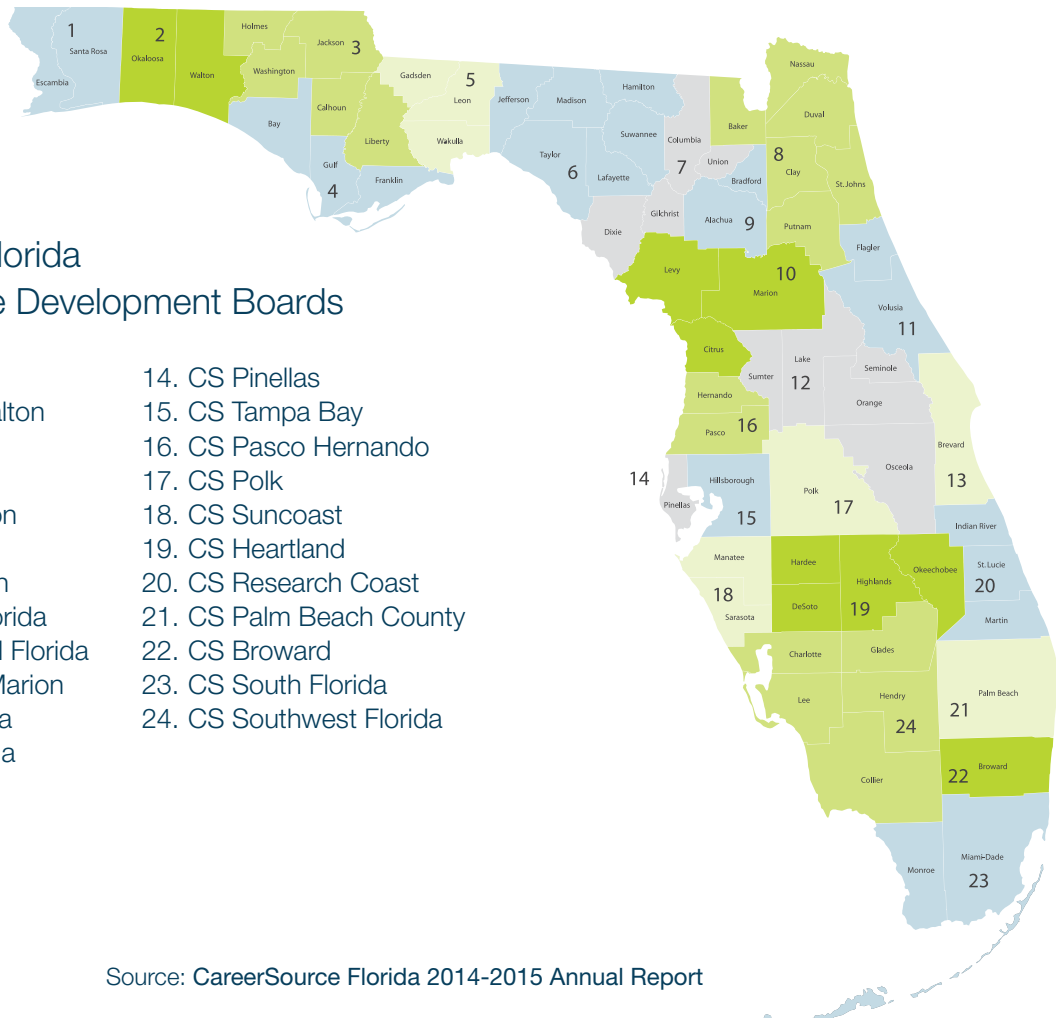 1
Santa Rosa
Escambia
2
Okaloosa
Walton
Holmes
Jackson 3
Washington
Calhoun
Liberty
Bay
Gulf
4
Franklin
Gadsden
5
Leon
Wakulla
Jefferson
Madison
Hamilton
Suwannee
Taylor
6
Lafayette
Columbia
7
Union
Gilchrist
Dixie
Bradford
Alachua 9
Baker
Nassau
Duval
8
Clay
St. Johns
Putnam
Flagler
Volusia
11
Levy
10
Marion
Citrus
Sumter
Lake
12
Seminole
Orange
Osceola
Hernando
Pasco 16
Brevard
13
14
Pinellas
Hillsborough
15
Polk
17
Manatee
18
Sarasota
Hardee
DeSoto
Highlands
19
Okeechobee
Indian River
St. Lucie
20
Martin
Charlotte
Glades
Lee
Hendry
24
Collier
Palm Beach
21
22 Broward
Monroe
Miami-Dade
23
lorida
e Development Boards
alton
on
n
rida
l Florida
Marion
a
a
14. CS Pinellas
15. CS Tampa Bay
16. CS Pasco Hernando
17. CS Polk
18. CS Suncoast
19. CS Heartland
20. CS Research Coast
21. CS Palm Beach County
22. CS Broward
23. CS South Florida
24. CS Southwest Florida
Source: CareerSource Florida 2014-2015 Annual Report